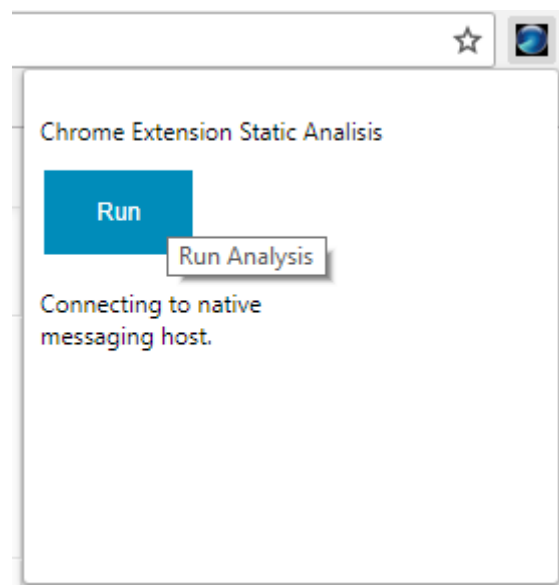 Chrome Extension Static Analisis
Run
Run Analysis
Connecting to native
messaging host.